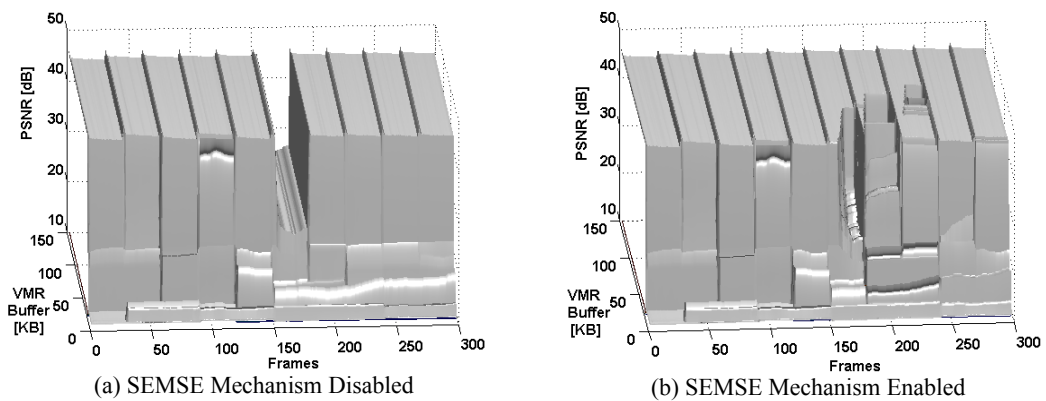 50
40
30
20
10
PSNR [dB]
150
100
50
0
VMR
Buffer
[KB]
0 50 100 150 200 250 300
Frames
(a) SEMSE Mechanism Disabled
50
40
30
20
10
PSNR [dB]
150
100
50
0
VMR
Buffer
[KB]
0 50 100 150 200 250 300
Frames
(b) SEMSE Mechanism Enabled